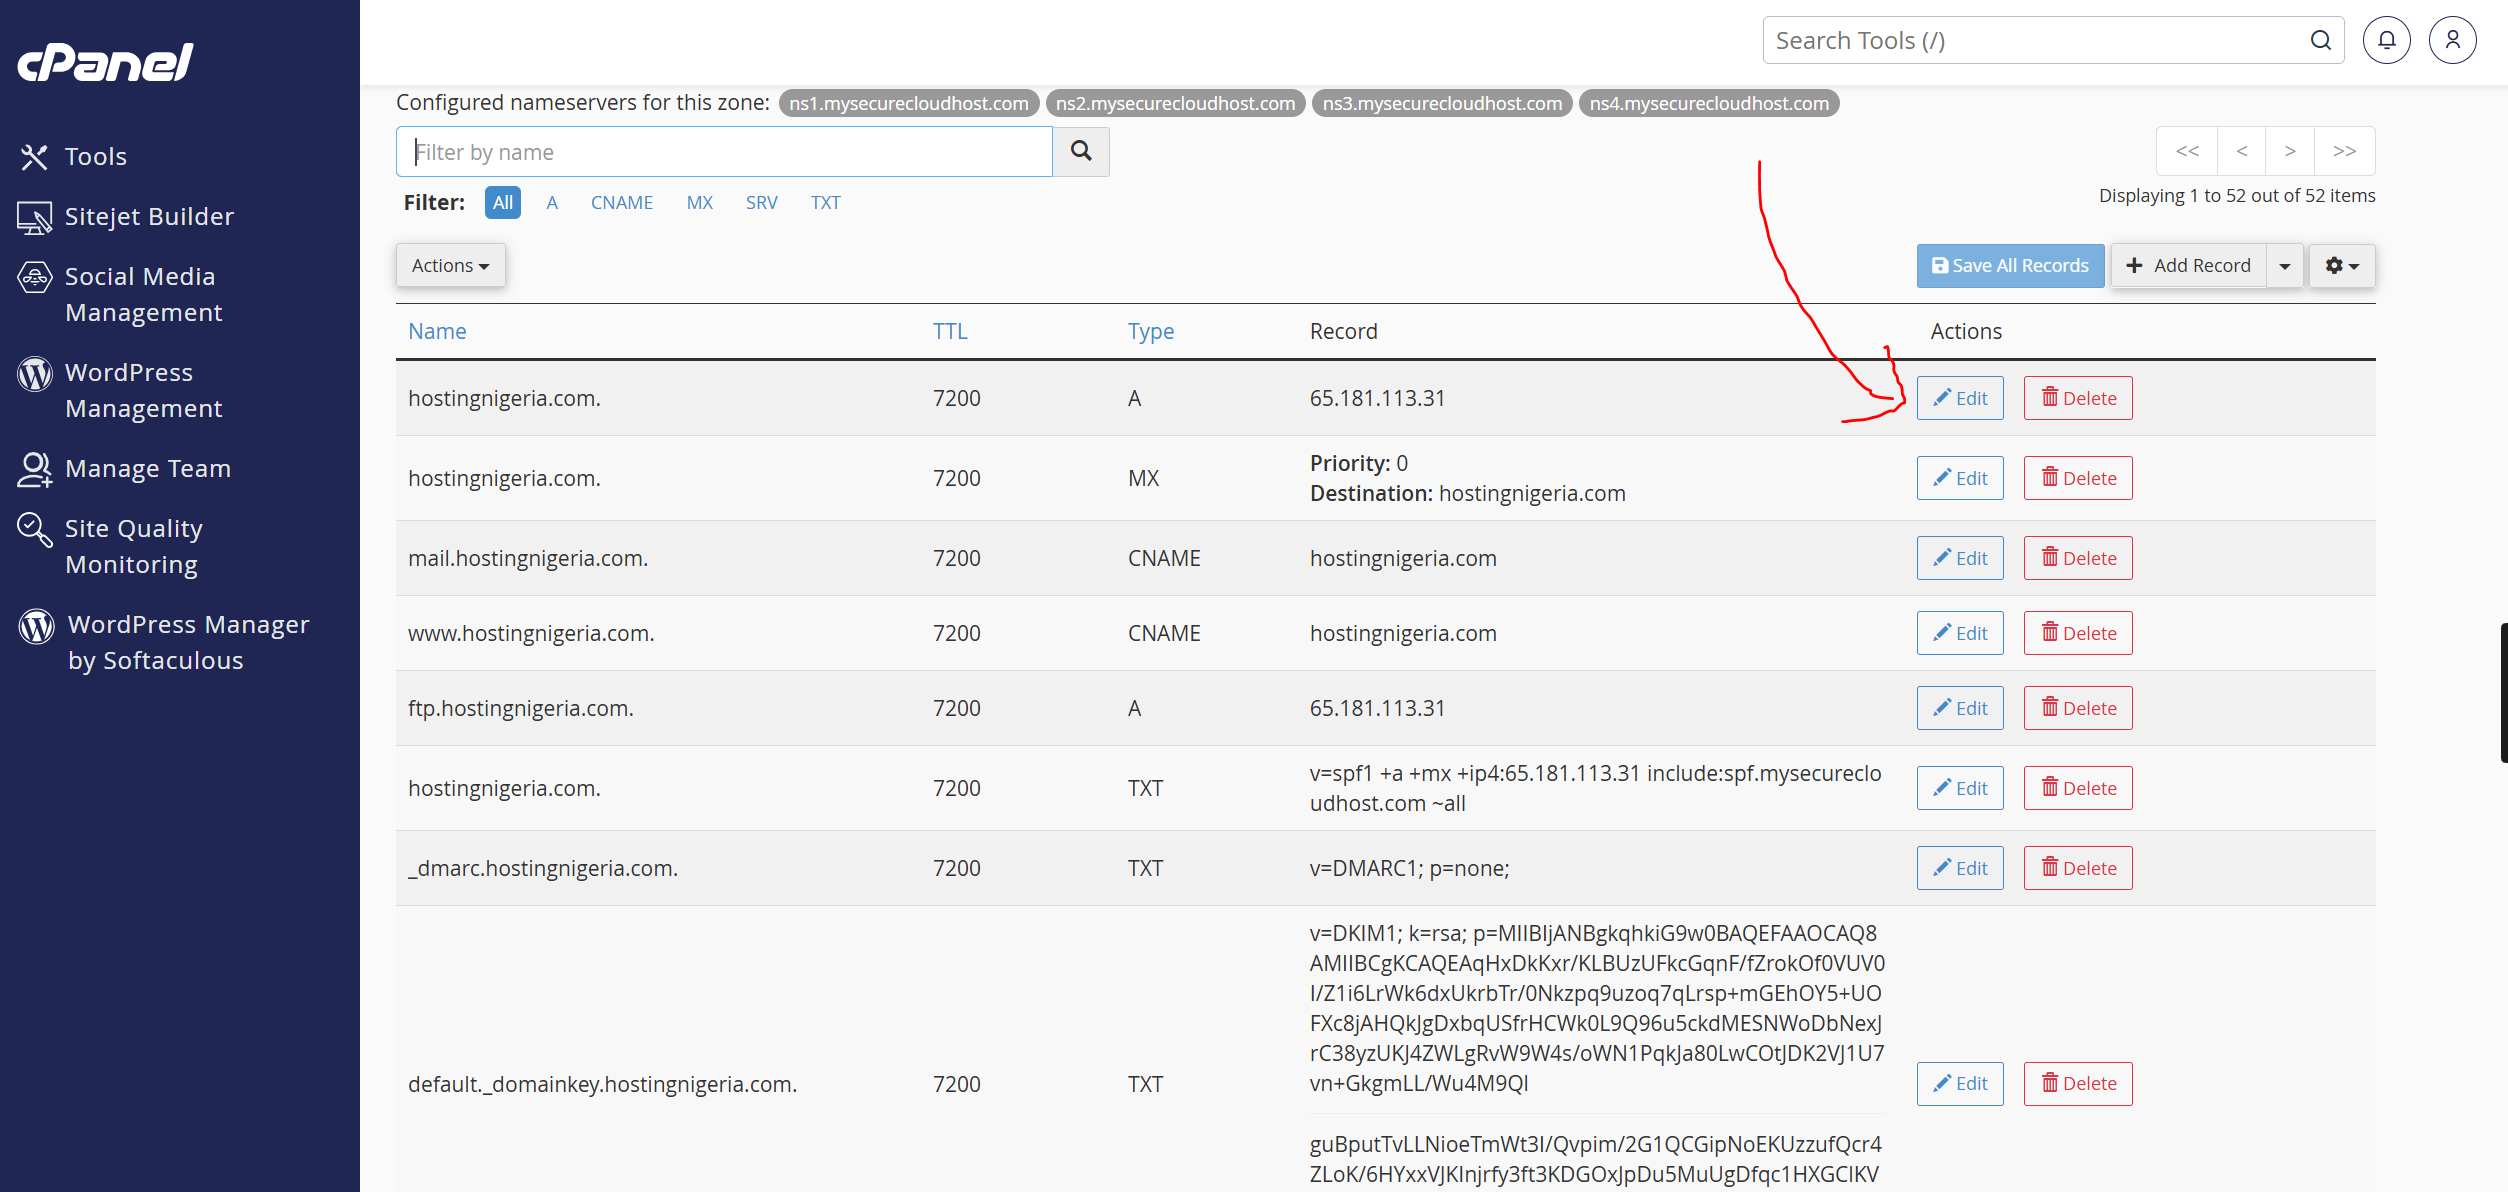 cPanel
Search Tools (/)
Tools
Sitejet Builder
Social Media
Management
WordPress
Management
Manage Team
Site Quality
Monitoring
WordPress Manager
by Softaculous
Configured nameservers for this zone: ns1.mysecurecloudhost.com ns2.mysecurecloudhost.com ns3.mysecurecloudhost.com ns4.mysecurecloudhost.com
Filter by name
<< < > >>
Filter: All A CNAME MX SRV TXT
Displaying 1 to 52 out of 52 items
Actions
Save All Records + Add Record
Name TTL Type Record Actions
hostingnigeria.com. 7200 A 65.181.113.31 Edit Delete
hostingnigeria.com. 7200 MX Priority: 0
Destination: hostingnigeria.com Edit Delete
mail.hostingnigeria.com. 7200 CNAME hostingnigeria.com Edit Delete
www.hostingnigeria.com. 7200 CNAME hostingnigeria.com Edit Delete
ftp.hostingnigeria.com. 7200 A 65.181.113.31 Edit Delete
hostingnigeria.com. 7200 TXT v=spf1 +a +mx +ip4:65.181.113.31 include:spf.mysecureclo
udhost.com ~all Edit Delete
_dmarc.hostingnigeria.com. 7200 TXT v=DMARC1; p=none; Edit Delete
default._domainkey.hostingnigeria.com. 7200 TXT v=DKIM1; k=rsa; p=MIIBIjANBgkqhkiG9w0BAQEFAAOCAQ8
AMIIBCgKCAQEAqHxDkKxr/KLBUzUFkcGqnF/fZrokOf0VUV0
I/Z1i6LrWk6dxUkrbTr/0Nkzpq9uzoq7qLrsp+mGEhOY5+UO
FXc8jAHQkJgDxbqUSfrHCWk0L9Q96u5ckdMESNWoDbNexJ
rC38yzUKJ4ZWLgRvW9W4s/oWN1PqkJa80LwCOtJDK2VJ1U7
vn+GkgmLL/Wu4M9QI Edit Delete
guBputTvLLNioeTmWt3I/Qvpim/2G1QCGipNoEKUzzufQcr4
ZLoK/6HYxxVJKInjrfy3ft3KDGOxJpDu5MuUgDfqc1HXGCIKV